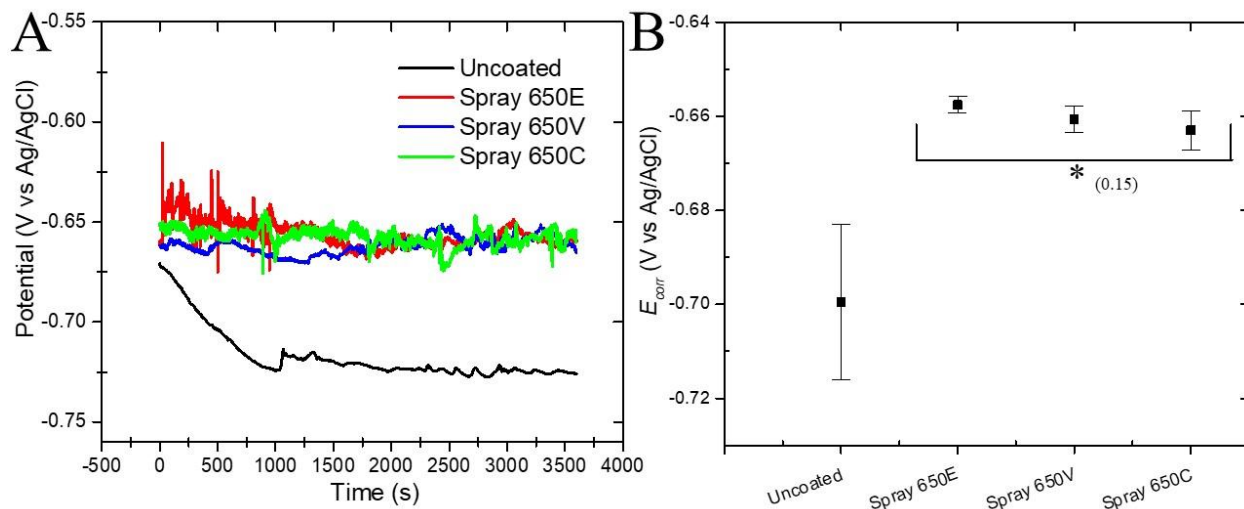 A
Potential (V vs Ag/AgCl)
-0.55
-0.60
-0.65
-0.70
-0.75
Uncoated
Spray 650E
Spray 650V
Spray 650C
-500 0 500 1000 1500 2000 2500 3000 3500 4000
Time (s)
B
E_corr (V vs Ag/AgCl)
-0.64
-0.66
-0.68
-0.70
-0.72
* (0.15)
Uncoated
Spray 650E
Spray 650V
Spray 650C